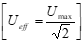 [U_eff = U_max / √2]